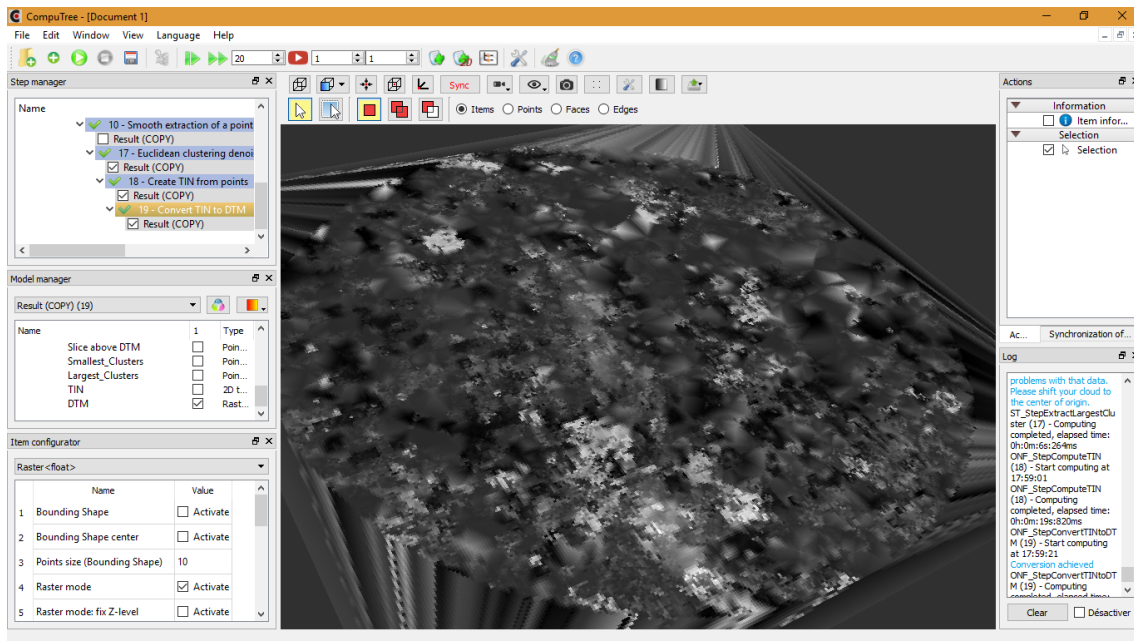 CompuTree - [Document 1]
File Edit Window View Language Help
20 1 1
Step manager
Name
10 - Smooth extraction of a point
Result (COPY)
17 - Euclidean clustering denoi
Result (COPY)
18 - Create TIN from points
Result (COPY)
19 - Convert TIN to DTM
Result (COPY)
Model manager
Result (COPY) (19)
Name 1 Type
Slice above DTM Poin...
Smallest_Clusters Poin...
Largest_Clusters Poin...
TIN 2D t...
DTM Rast...
Item configurator
Raster<float>
Name Value
1 Bounding Shape Activate
2 Bounding Shape center Activate
3 Points size (Bounding Shape) 10
4 Raster mode Activate
5 Raster mode: fix Z-level Activate
Sync
Items Points Faces Edges
Actions
Information
Item infor...
Selection
Selection
Ac... Synchronization of...
Log
problems with that data.
Please shift your cloud to
the center of origin.
ST_StepExtractLargestClu
ster (17) - Computing
completed, elapsed time:
0h:0m:6s:264ms
ONF_StepComputeTIN
(18) - Start computing at
17:59:01
ONF_StepComputeTIN
(18) - Computing
completed, elapsed time:
0h:0m:19s:820ms
ONF_StepConvertTINtoDT
M (19) - Start computing
at 17:59:21
Conversion achieved
ONF_StepConvertTINtoDT
M (19) - Computing
completed, elapsed time:
Clear Désactiver